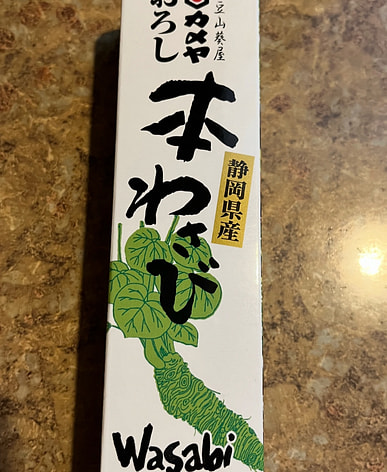 豆山葵屋
カメヤ
おろし
本わさび
静岡県産
Wasabi